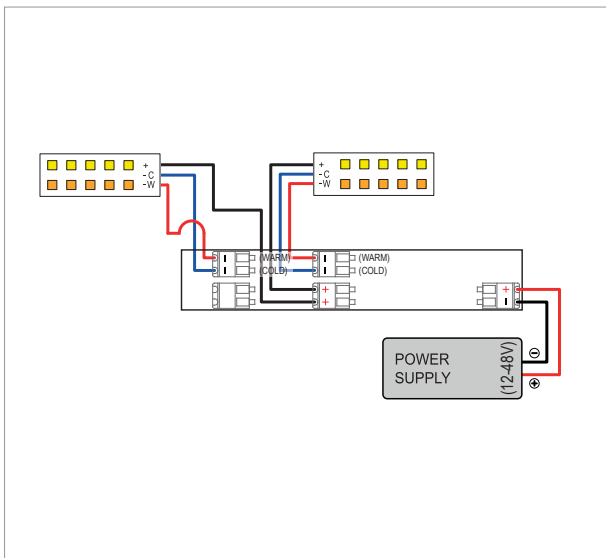 +
- C
-W
+
- C
-W
(WARM)
(COLD)
(WARM)
(COLD)
+
+
+
-
POWER
SUPPLY
(12-48V)
-
+